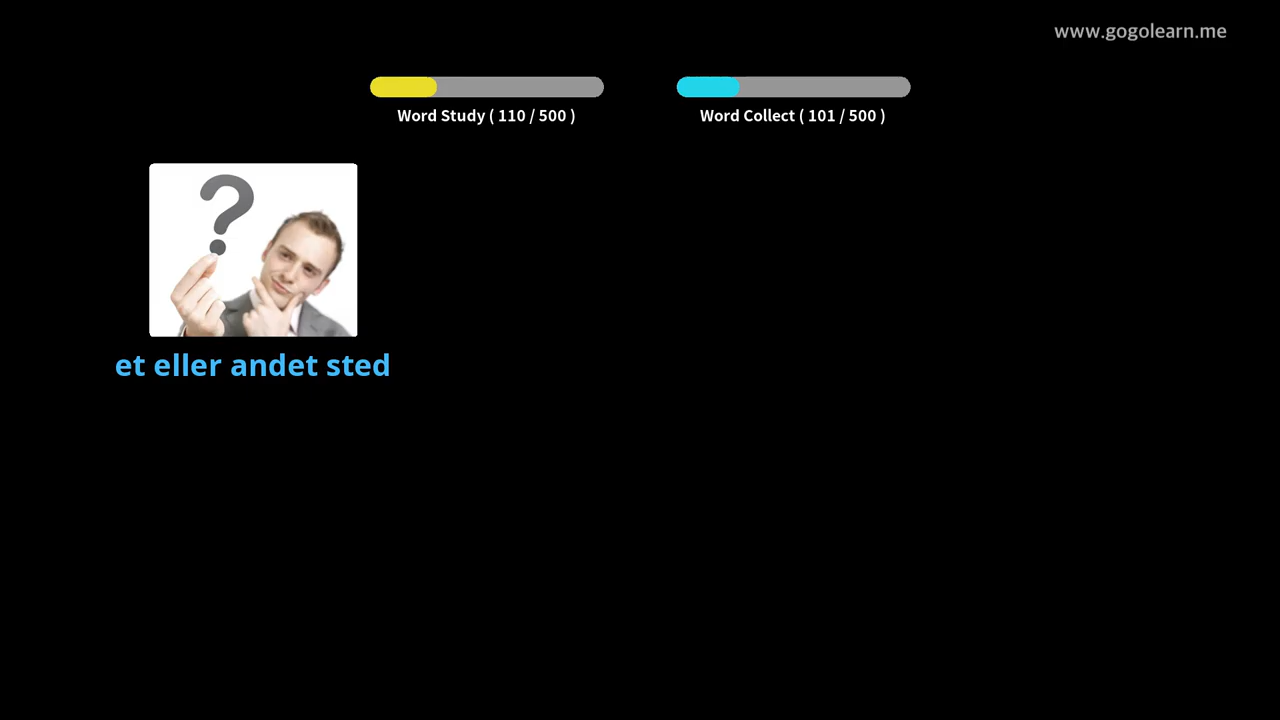 www.gogolearn.me
Word Study ( 110 / 500 )
Word Collect ( 101 / 500 )
?
et eller andet sted